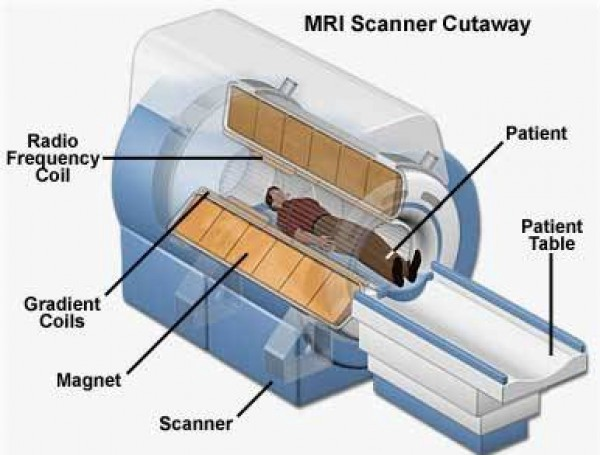 MRI Scanner Cutaway
Radio
Frequency
Coil
Patient
Patient
Table
Gradient
Coils
Magnet
Scanner